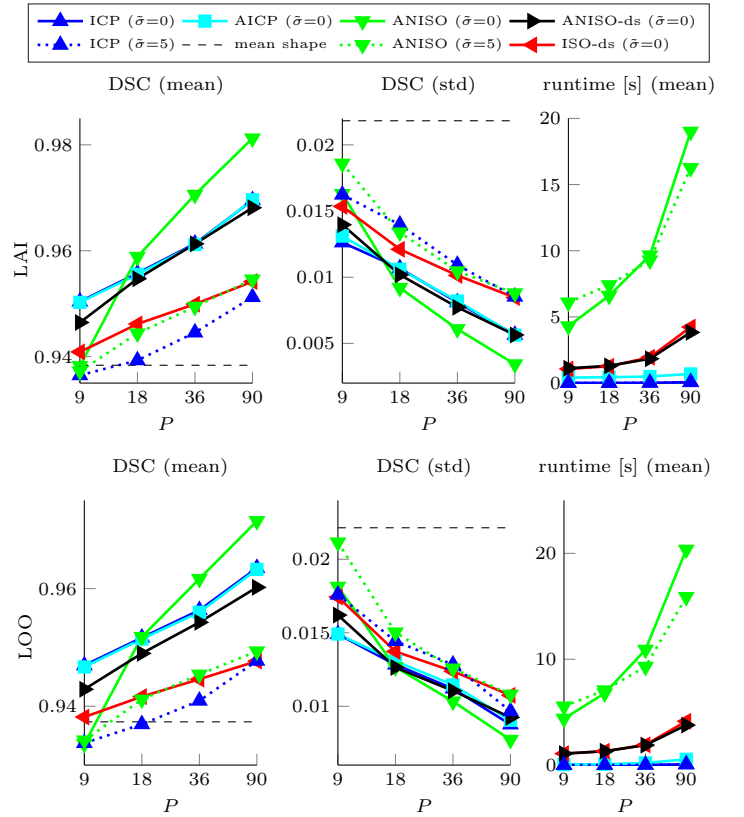 ICP (σ̃=0) AICP (σ̃=0) ANISO (σ̃=0) ANISO-ds (σ̃=0)
ICP (σ̃=5) mean shape ANISO (σ̃=5) ISO-ds (σ̃=0)
DSC (mean) DSC (std) runtime [s] (mean)
LAI
0.98
0.96
0.94
9 18 36 90
P
0.02
0.015
0.01
0.005
9 18 36 90
P
20
15
10
5
0
9 18 36 90
P
DSC (mean) DSC (std) runtime [s] (mean)
LOO
0.96
0.94
9 18 36 90
P
0.02
0.015
0.01
9 18 36 90
P
20
10
0
9 18 36 90
P